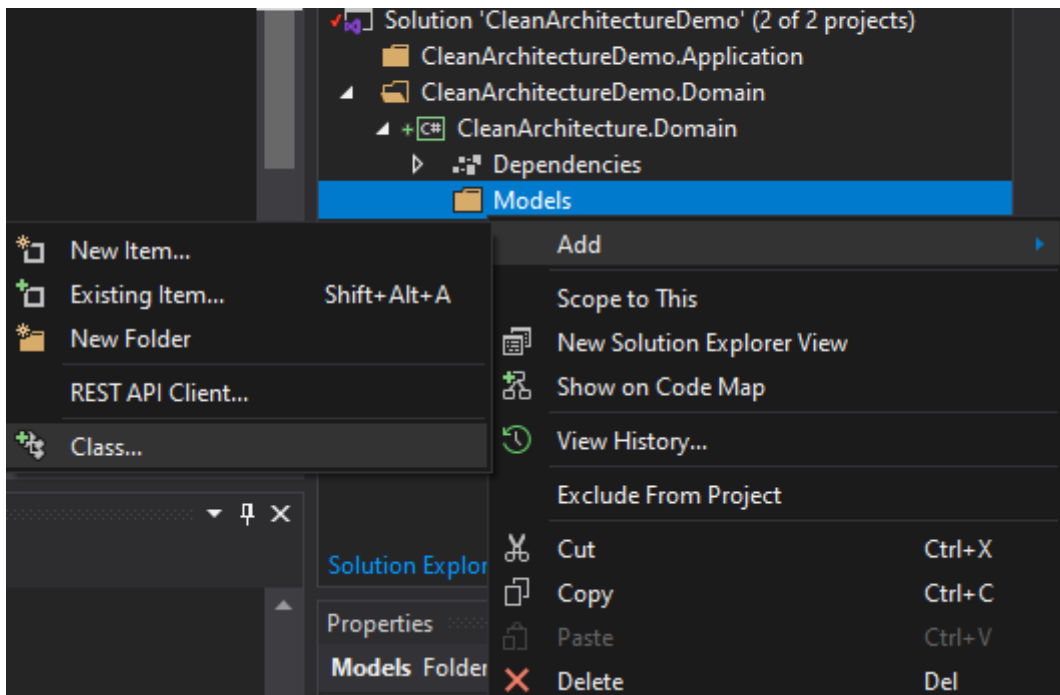 Solution 'CleanArchitectureDemo' (2 of 2 projects)
CleanArchitectureDemo.Application
CleanArchitectureDemo.Domain
C# CleanArchitecture.Domain
Dependencies
Models
New Item...
Existing Item... Shift+Alt+A
New Folder
REST API Client...
Class...
Add
Scope to This
New Solution Explorer View
Show on Code Map
View History...
Exclude From Project
Cut Ctrl+X
Copy Ctrl+C
Paste Ctrl+V
Delete Del
Solution Explor
Properties
Models Folder